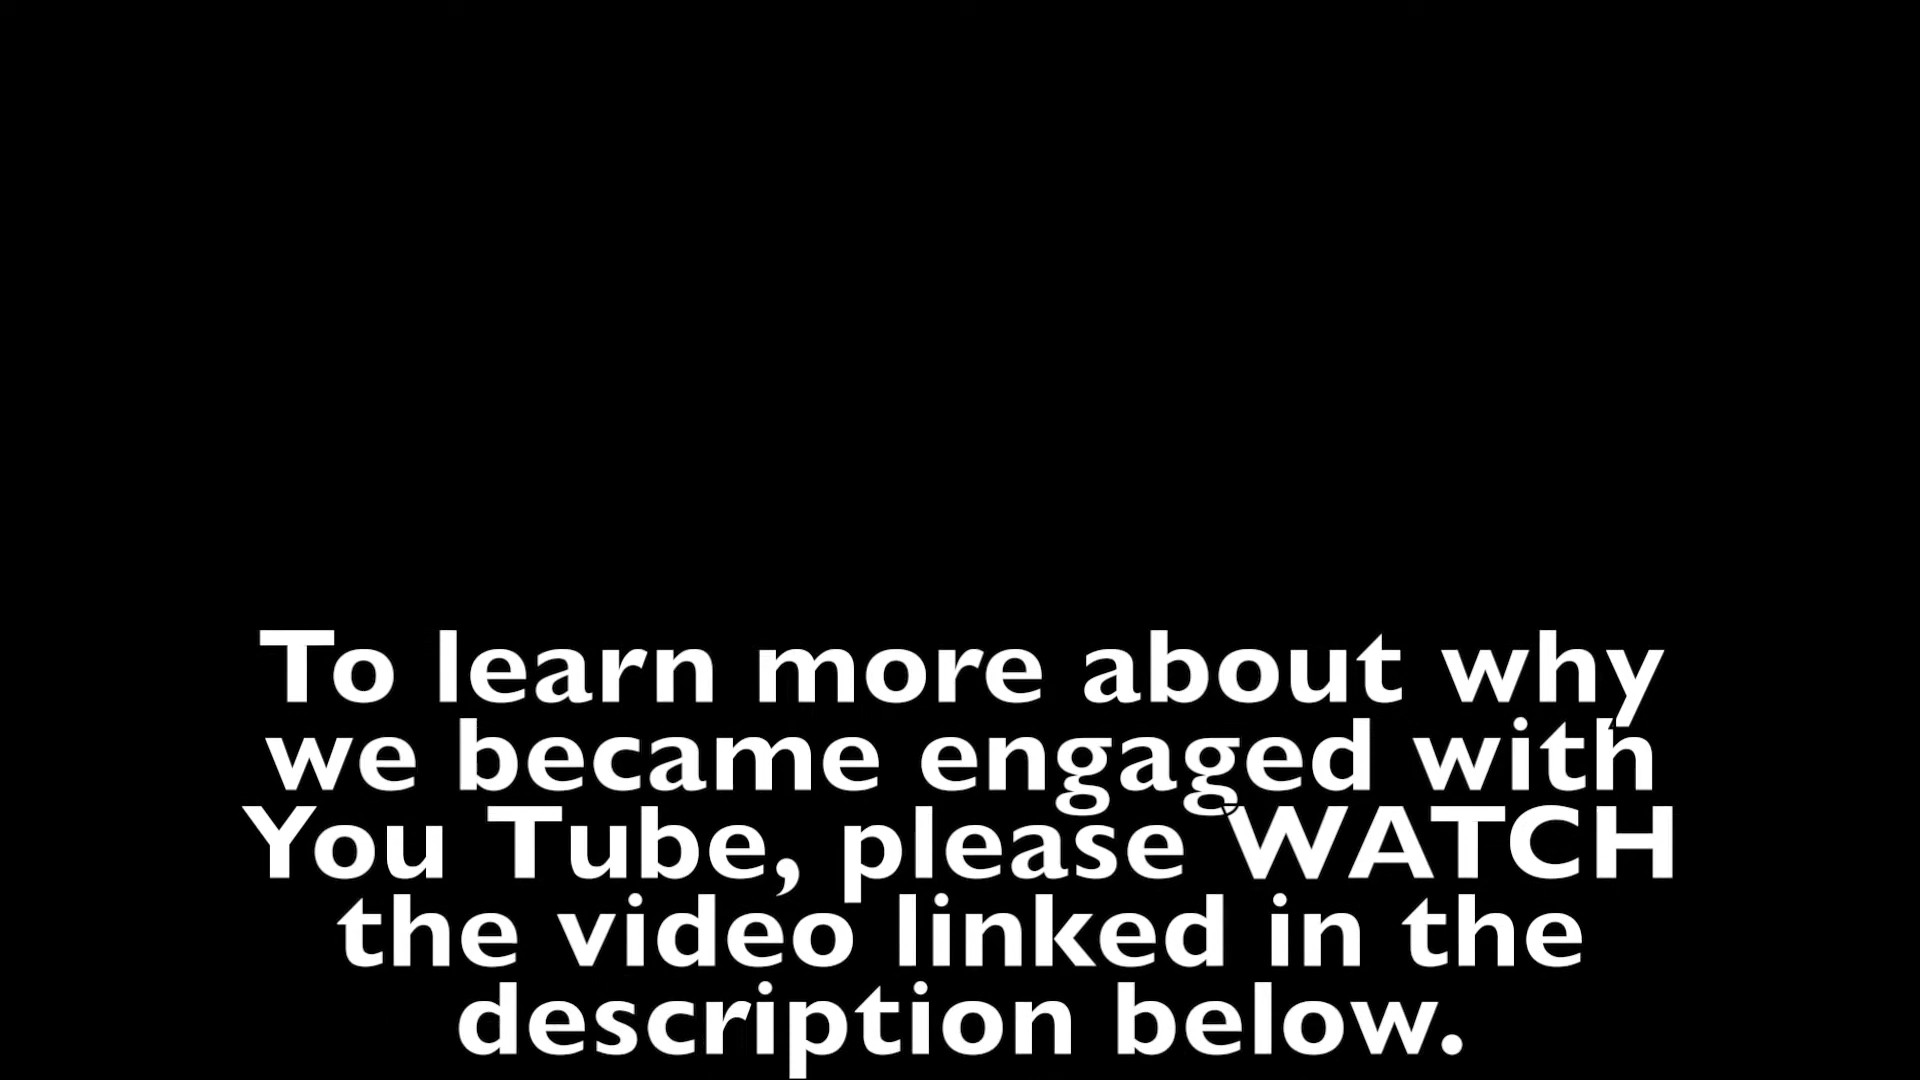 To learn more about why
we became engaged with
You Tube, please WATCH
the video linked in the
description below.